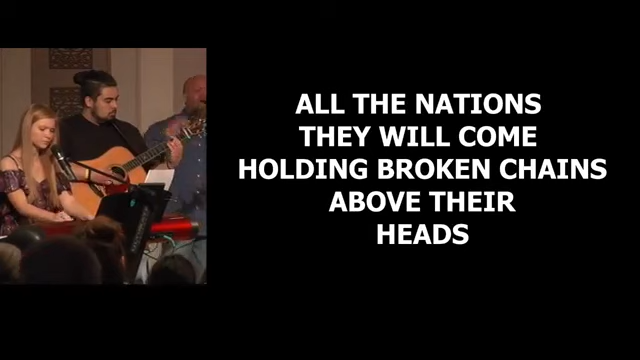 ALL THE NATIONS
THEY WILL COME
HOLDING BROKEN CHAINS
ABOVE THEIR
HEADS